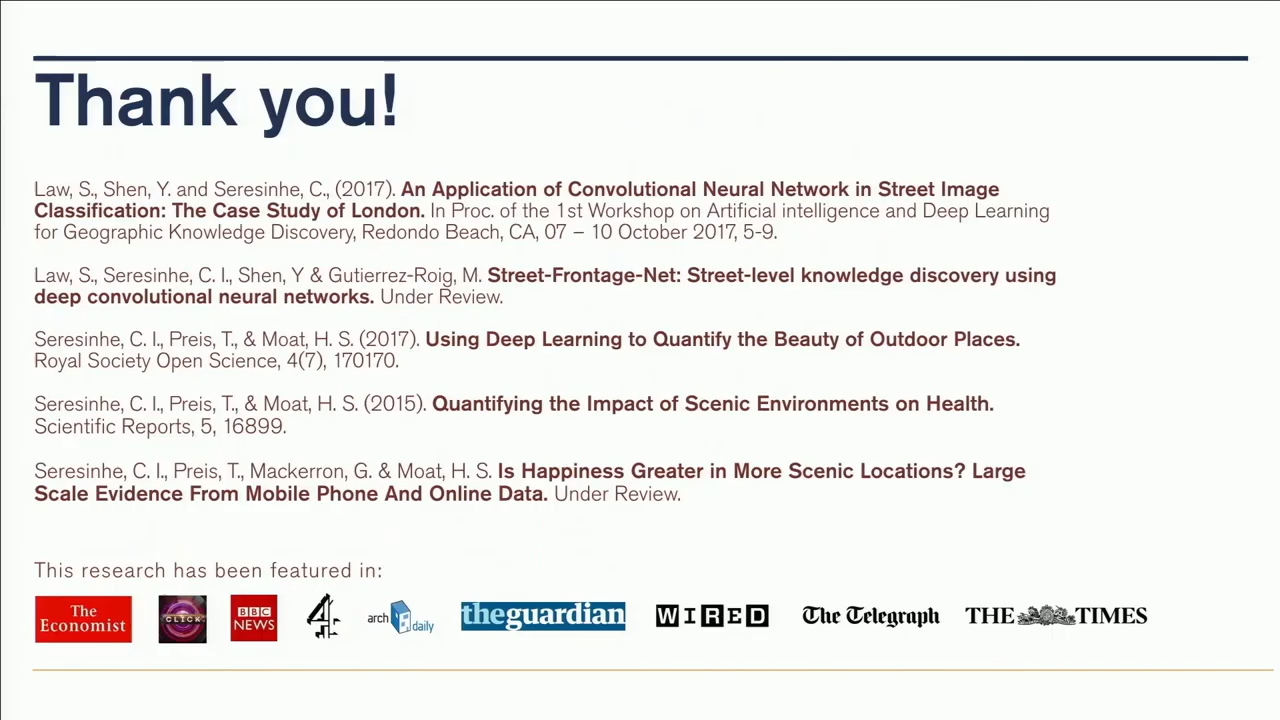 Thank you!
Law, S., Shen, Y. and Seresinhe, C., (2017). An Application of Convolutional Neural Network in Street Image
Classification: The Case Study of London. In Proc. of the 1st Workshop on Artificial intelligence and Deep Learning
for Geographic Knowledge Discovery, Redondo Beach, CA, 07 – 10 October 2017, 5-9.
Law, S., Seresinhe, C. I., Shen, Y & Gutierrez-Roig, M. Street-Frontage-Net: Street-level knowledge discovery using
deep convolutional neural networks. Under Review.
Seresinhe, C. I., Preis, T., & Moat, H. S. (2017). Using Deep Learning to Quantify the Beauty of Outdoor Places.
Royal Society Open Science, 4(7), 170170.
Seresinhe, C. I., Preis, T., & Moat, H. S. (2015). Quantifying the Impact of Scenic Environments on Health.
Scientific Reports, 5, 16899.
Seresinhe, C. I., Preis, T., Mackerron, G. & Moat, H. S. Is Happiness Greater in More Scenic Locations? Large
Scale Evidence From Mobile Phone And Online Data. Under Review.
This research has been featured in:
The
Economist
CLICK
BBC
NEWS
4
arch daily
theguardian
WIRED
The Telegraph
THE TIMES